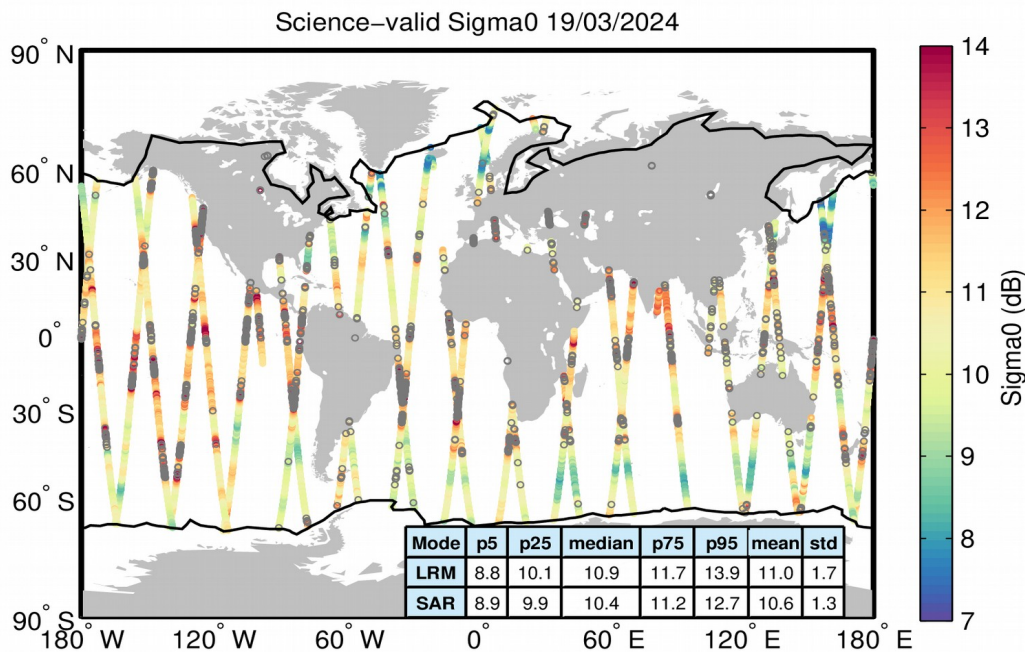 Science−valid Sigma0 19/03/2024
90° N
60° N
30° N
0°
30° S
60° S
90° S
180° W
120° W
60° W
0°
60° E
120° E
180° E
14
13
12
11
10
9
8
7
Sigma0 (dB)
Mode p5 p25 median p75 p95 mean std
LRM 8.8 10.1 10.9 11.7 13.9 11.0 1.7
SAR 8.9 9.9 10.4 11.2 12.7 10.6 1.3